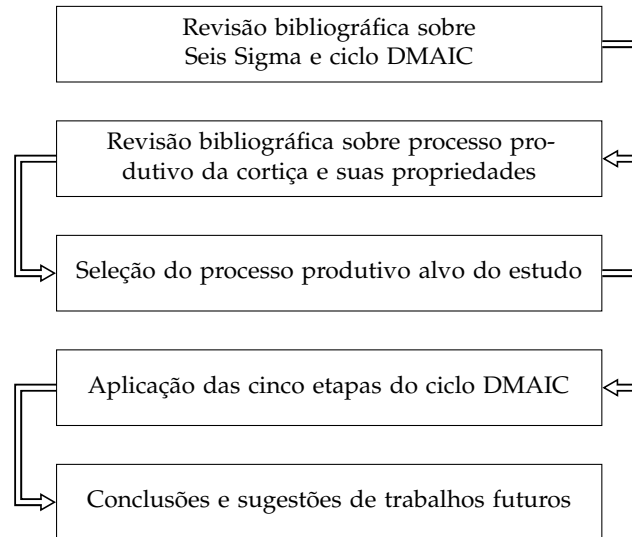 Revisão bibliográfica sobre
Seis Sigma e ciclo DMAIC
Revisão bibliográfica sobre processo pro-
dutivo da cortiça e suas propriedades
Seleção do processo produtivo alvo do estudo
Aplicação das cinco etapas do ciclo DMAIC
Conclusões e sugestões de trabalhos futuros